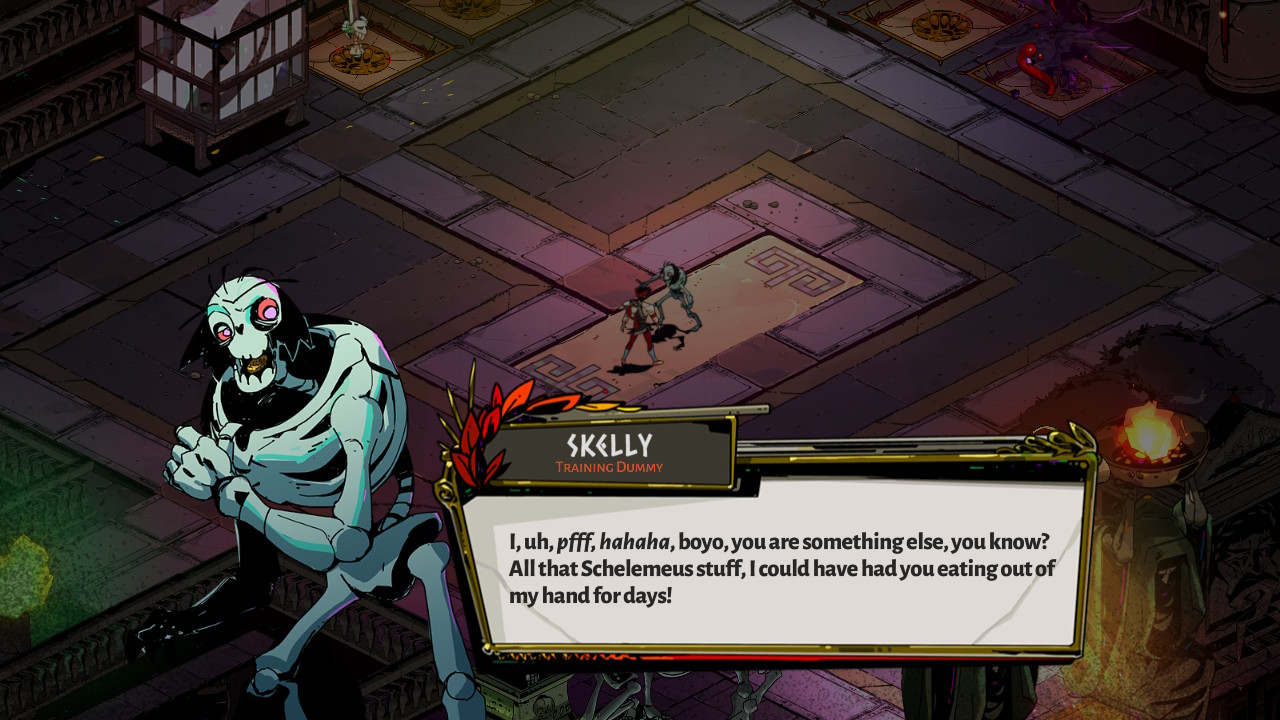 SKELLY
Training Dummy
I, uh, pfff, hahaha, boyo, you are something else, you know?
All that Schelemeus stuff, I could have had you eating out of
my hand for days!